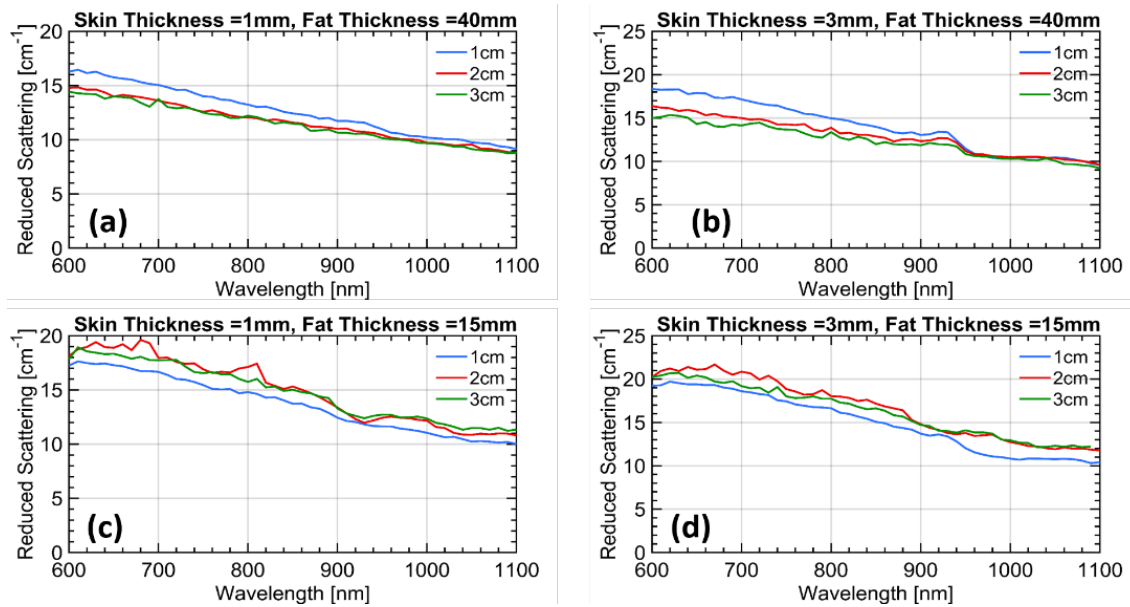 Skin Thickness =1mm, Fat Thickness =40mm
20
15
10
5
0
Reduced Scattering [cm-1]
1cm
2cm
3cm
(a)
600 700 800 900 1000 1100
Wavelength [nm]
Skin Thickness =3mm, Fat Thickness =40mm
25
20
15
10
5
0
Reduced Scattering [cm-1]
1cm
2cm
3cm
(b)
600 700 800 900 1000 1100
Wavelength [nm]
Skin Thickness =1mm, Fat Thickness =15mm
20
15
10
5
0
Reduced Scattering [cm-1]
1cm
2cm
3cm
(c)
600 700 800 900 1000 1100
Wavelength [nm]
Skin Thickness =3mm, Fat Thickness =15mm
25
20
15
10
5
0
Reduced Scattering [cm-1]
1cm
2cm
3cm
(d)
600 700 800 900 1000 1100
Wavelength [nm]